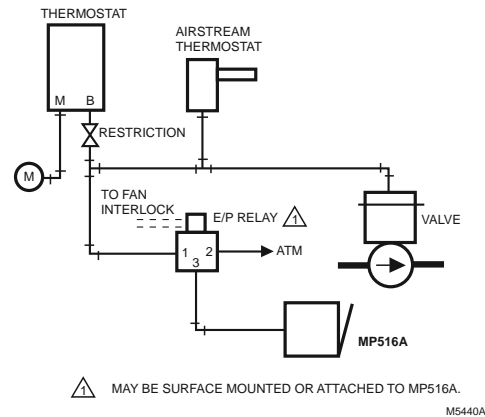 THERMOSTAT
AIRSTREAM
THERMOSTAT
M B
RESTRICTION
M
TO FAN
INTERLOCK
E/P RELAY 1
VALVE
1 2
3
ATM
MP516A
1 MAY BE SURFACE MOUNTED OR ATTACHED TO MP516A.
M5440A